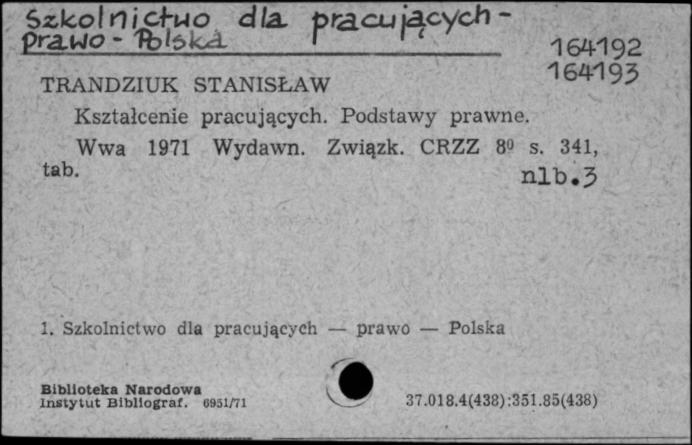 Szkolnictwo dla pracujących -
prawo - Polska
164192
164193
TRANDZIUK STANISŁAW
Kształcenie pracujących. Podstawy prawne.
Wwa 1971 Wydawn. Związk. CRZZ 8º s. 341,
tab.
nlb.3
1. Szkolnictwo dla pracujących — prawo — Polska
Biblioteka Narodowa
Instytut Bibliograf. 6951/71
37.018.4(438):351.85(438)